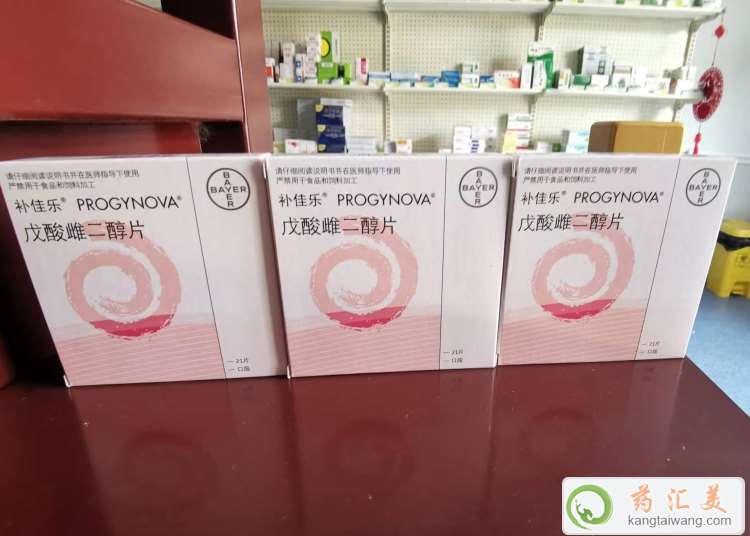 请仔细阅读说明书并在医师指导下使用
严禁用于食品和饲料加工
补佳乐® PROGYNOVA®
戊酸雌二醇片
BAYER
BAYER
21片
口服
请仔细阅读说明书并在医师指导下使用
严禁用于食品和饲料加工
补佳乐® PROGYNOVA®
戊酸雌二醇片
BAYER
BAYER
21片
口服
请仔细阅读说明书并在医师指导下使用
严禁用于食品和饲料加工
补佳乐® PROGYNOVA®
戊酸雌二醇片
BAYER
BAYER
21片
口服
药汇美
kangtaiwang.com